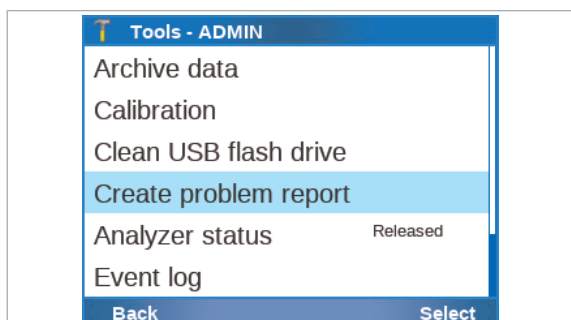 Tools - ADMIN
Archive data
Calibration
Clean USB flash drive
Create problem report
Analyzer status Released
Event log
Back Select